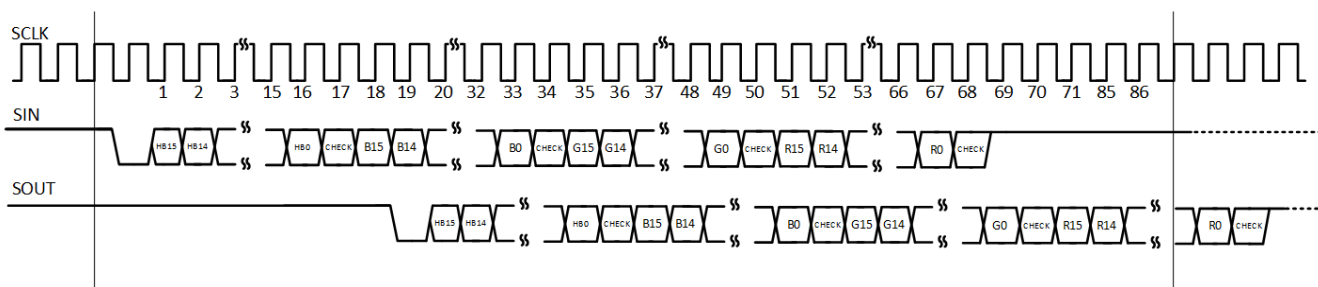 SCLK
1 2 3 15 16 17 18 19 20 32 33 34 35 36 37 48 49 50 51 52 53 66 67 68 69 70 71 85 86
SIN
HB15 HB14 HB0 CHECK B15 B14 B0 CHECK G15 G14 G0 CHECK R15 R14 R0 CHECK
SOUT
HB15 HB14 HB0 CHECK B15 B14 B0 CHECK G15 G14 G0 CHECK R15 R14 R0 CHECK